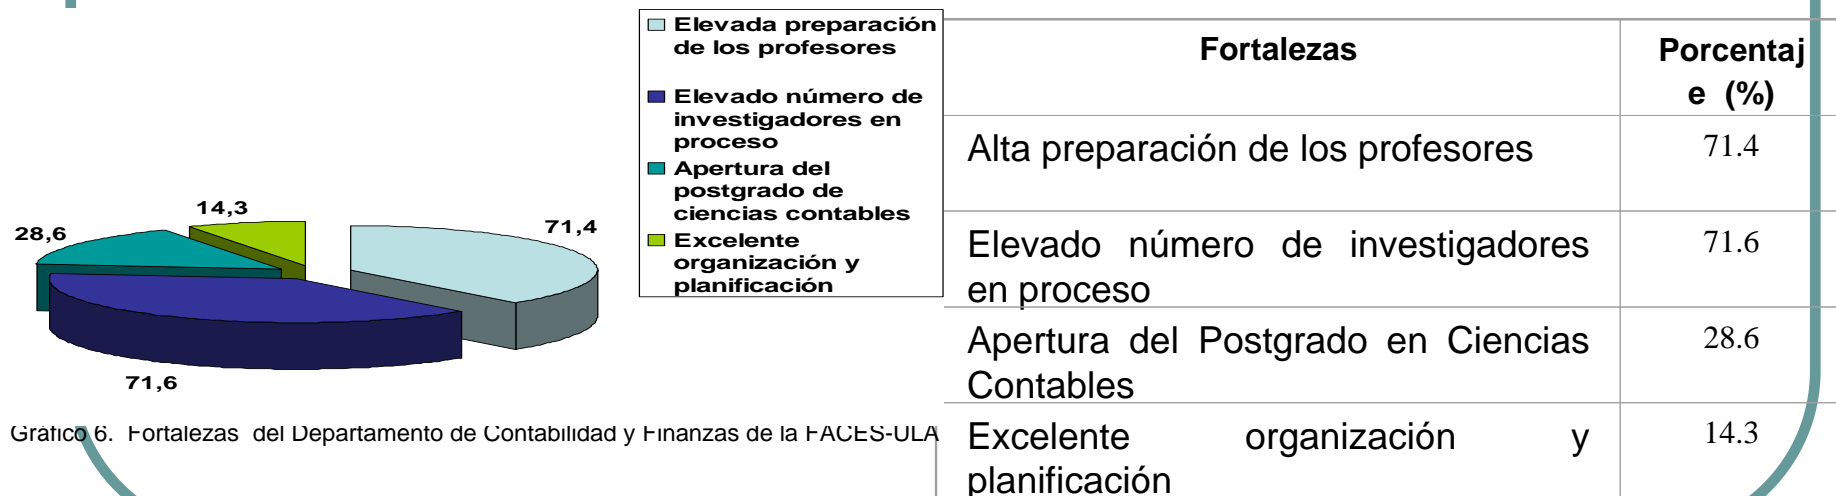 14,3
28,6
71,4
71,6
Elevada preparación
de los profesores
Elevado número de
investigadores en
proceso
Apertura del
postgrado de
ciencias contables
Excelente
organización y
planificación
Gráfico 6. Fortalezas del Departamento de Contabilidad y Finanzas de la FACES-ULA
Fortalezas
Porcentaj
e (%)
Alta preparación de los profesores
71.4
Elevado número de investigadores
en proceso
71.6
Apertura del Postgrado en Ciencias
Contables
28.6
Excelente organización y
planificación
14.3